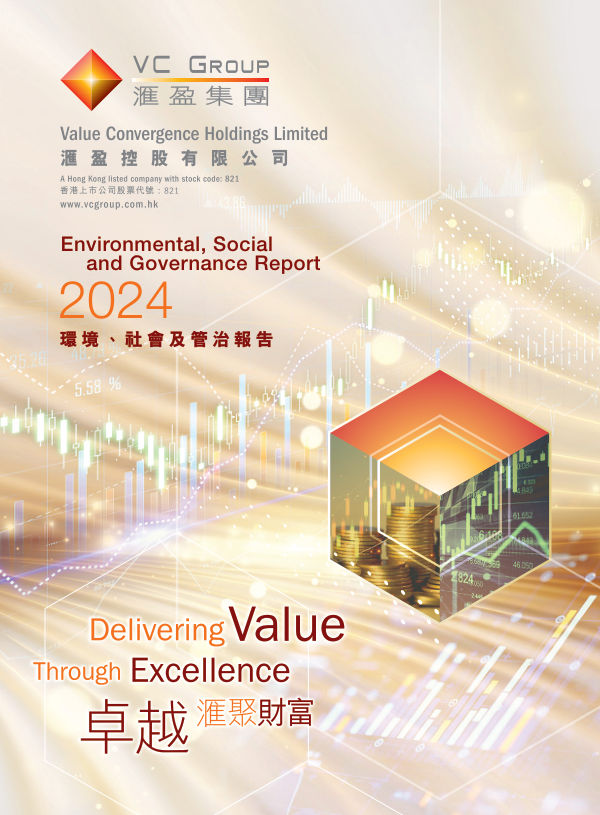 VC GROUP
滙盈集團
Value Convergence Holdings Limited
滙盈控股有限公司
A Hong Kong listed company with stock code: 821
香港上市公司股票代號：821
www.vcgroup.com.hk
Environmental, Social
and Governance Report
2024
環境、社會及管治報告
5.58 %
Delivering Value
Through Excellence
卓越 滙聚財富